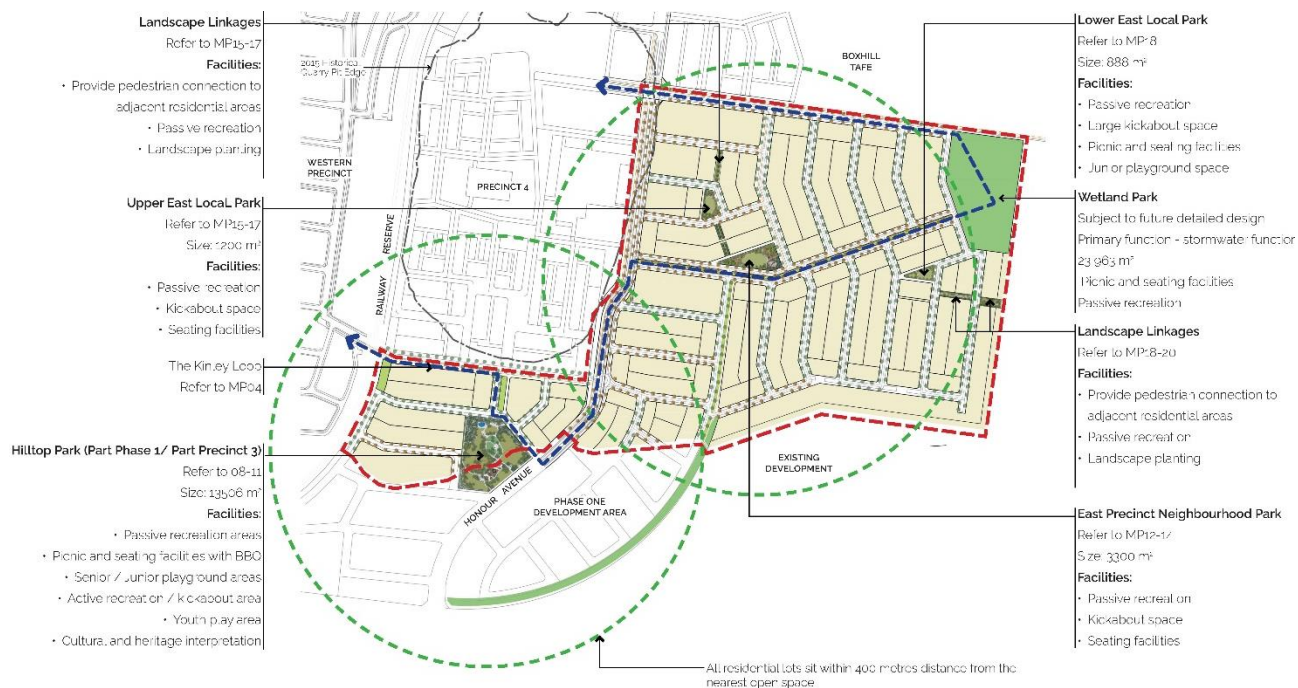 Landscape Linkages
Refer to MP15-17
Facilities:
• Provide pedestrian connection to
adjacent residential areas
• Passive recreation
• Landscape planting
Upper East LocaL Park
Refer to MP15-17
Size: 1200 m²
Facilities:
• Passive recreation
• Kickabout space
• Seating facilities
The Kinley Loop
Refer to MP04
Hilltop Park (Part Phase 1/ Part Precinct 3)
Refer to 08-11
Size: 13506 m²
Facilities:
• Passive recreation areas
• Picnic and seating facilities with BBQ
• Senior / Junior playground areas
• Active recreation / kickabout area
• Youth play area
• Cultural and heritage interpretation
2015 Historical
Quarry Pit Edge
WESTERN
PRECINCT
PRECINCT 4
RAILWAY RESERVE
BOXHILL
TAFE
HONOUR AVENUE
PHASE ONE
DEVELOPMENT AREA
EXISTING
DEVELOPMENT
Lower East Local Park
Refer to MP18
Size: 888 m²
Facilities:
• Passive recreation
• Large kickabout space
• Picnic and seating facilities
• Junior playground space
Wetland Park
Subject to future detailed design
Primary function - stormwater function
23 963 m²
Picnic and seating facilities
Passive recreation
Landscape Linkages
Refer to MP18-20
Facilities:
• Provide pedestrian connection to
adjacent residential areas
• Passive recreation
• Landscape planting
East Precinct Neighbourhood Park
Refer to MP12-14
Size: 3300 m²
Facilities:
• Passive recreation
• Kickabout space
• Seating facilities
All residential lots sit within 400 metres distance from the
nearest open space